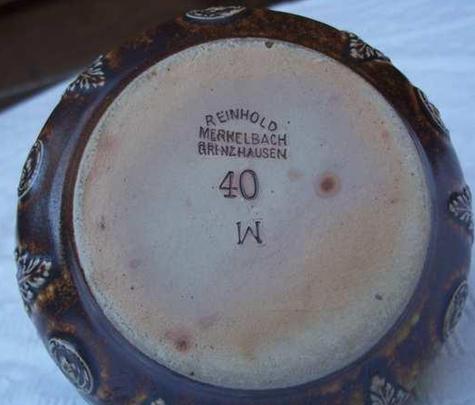 REINHOLD
MERKELBACH
GRENZHAUSEN
40
M